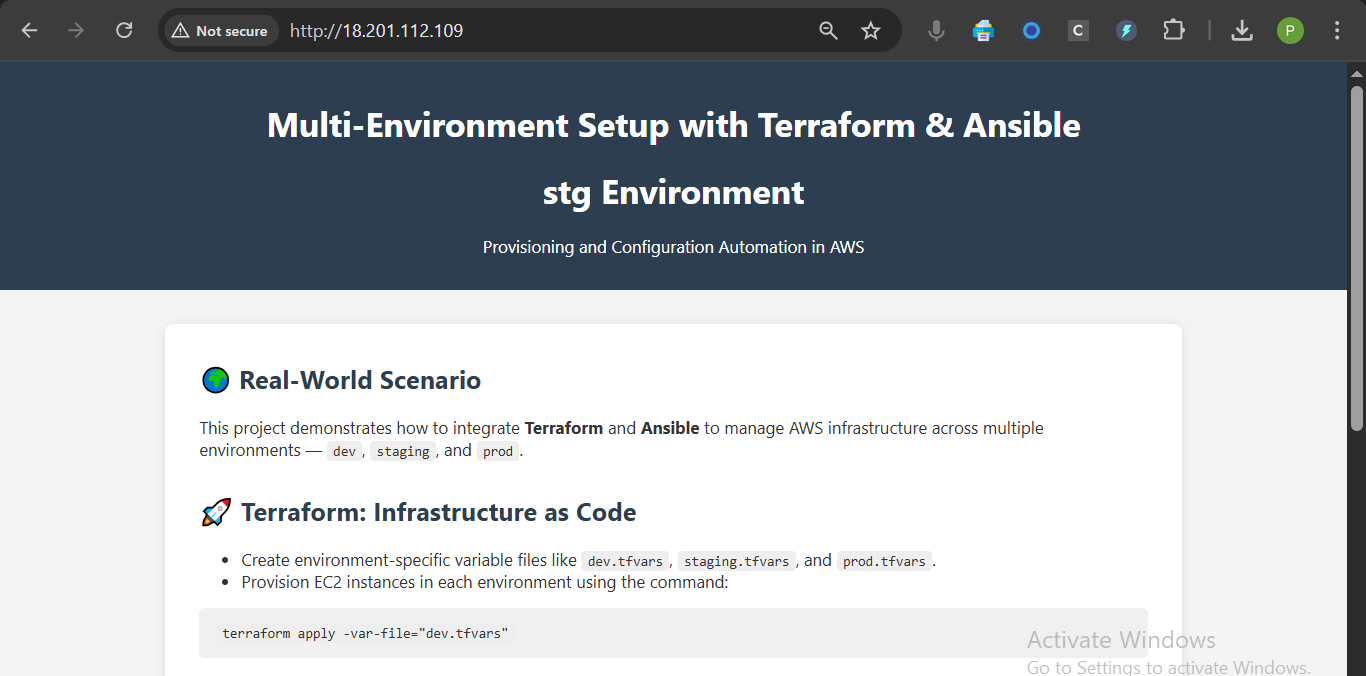 Not secure http://18.201.112.109
C
P
Multi-Environment Setup with Terraform & Ansible
stg Environment
Provisioning and Configuration Automation in AWS
Real-World Scenario
This project demonstrates how to integrate Terraform and Ansible to manage AWS infrastructure across multiple
environments — dev, staging, and prod.
Terraform: Infrastructure as Code
• Create environment-specific variable files like dev.tfvars, staging.tfvars, and prod.tfvars.
• Provision EC2 instances in each environment using the command:
terraform apply -var-file="dev.tfvars"
Activate Windows
Go to Settings to activate Windows.